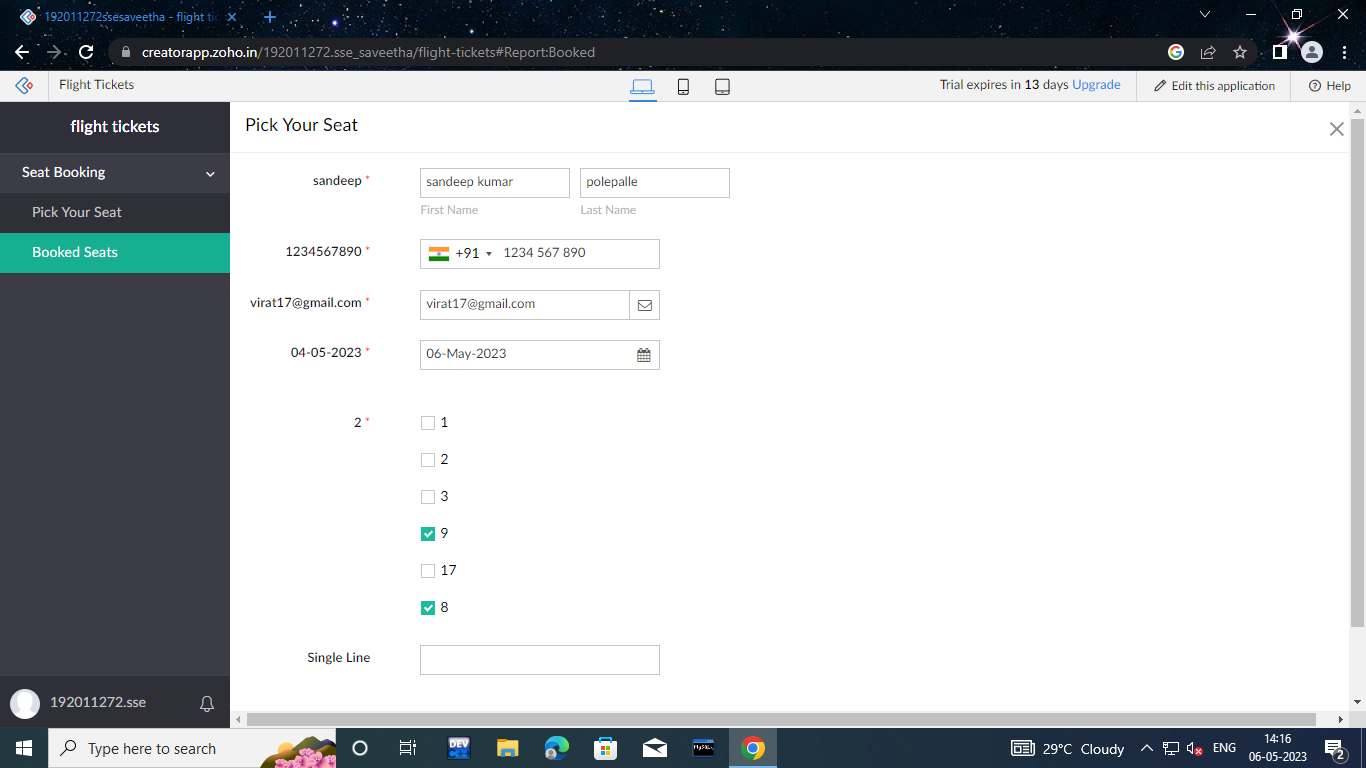 192011272ssesaveetha - flight tic
creatorapp.zoho.in/192011272.sse_saveetha/flight-tickets#Report:Booked
Flight Tickets
Trial expires in 13 days Upgrade
Edit this application
Help
flight tickets
Seat Booking
Pick Your Seat
Booked Seats
Pick Your Seat
sandeep *
sandeep kumar
polepalle
First Name
Last Name
1234567890 *
+91
1234 567 890
virat17@gmail.com *
virat17@gmail.com
04-05-2023 *
06-May-2023
2 *
1
2
3
9
17
8
Single Line
192011272.sse
Type here to search
DEV
C++
MySQL
29°C Cloudy
ENG
14:16
06-05-2023
2